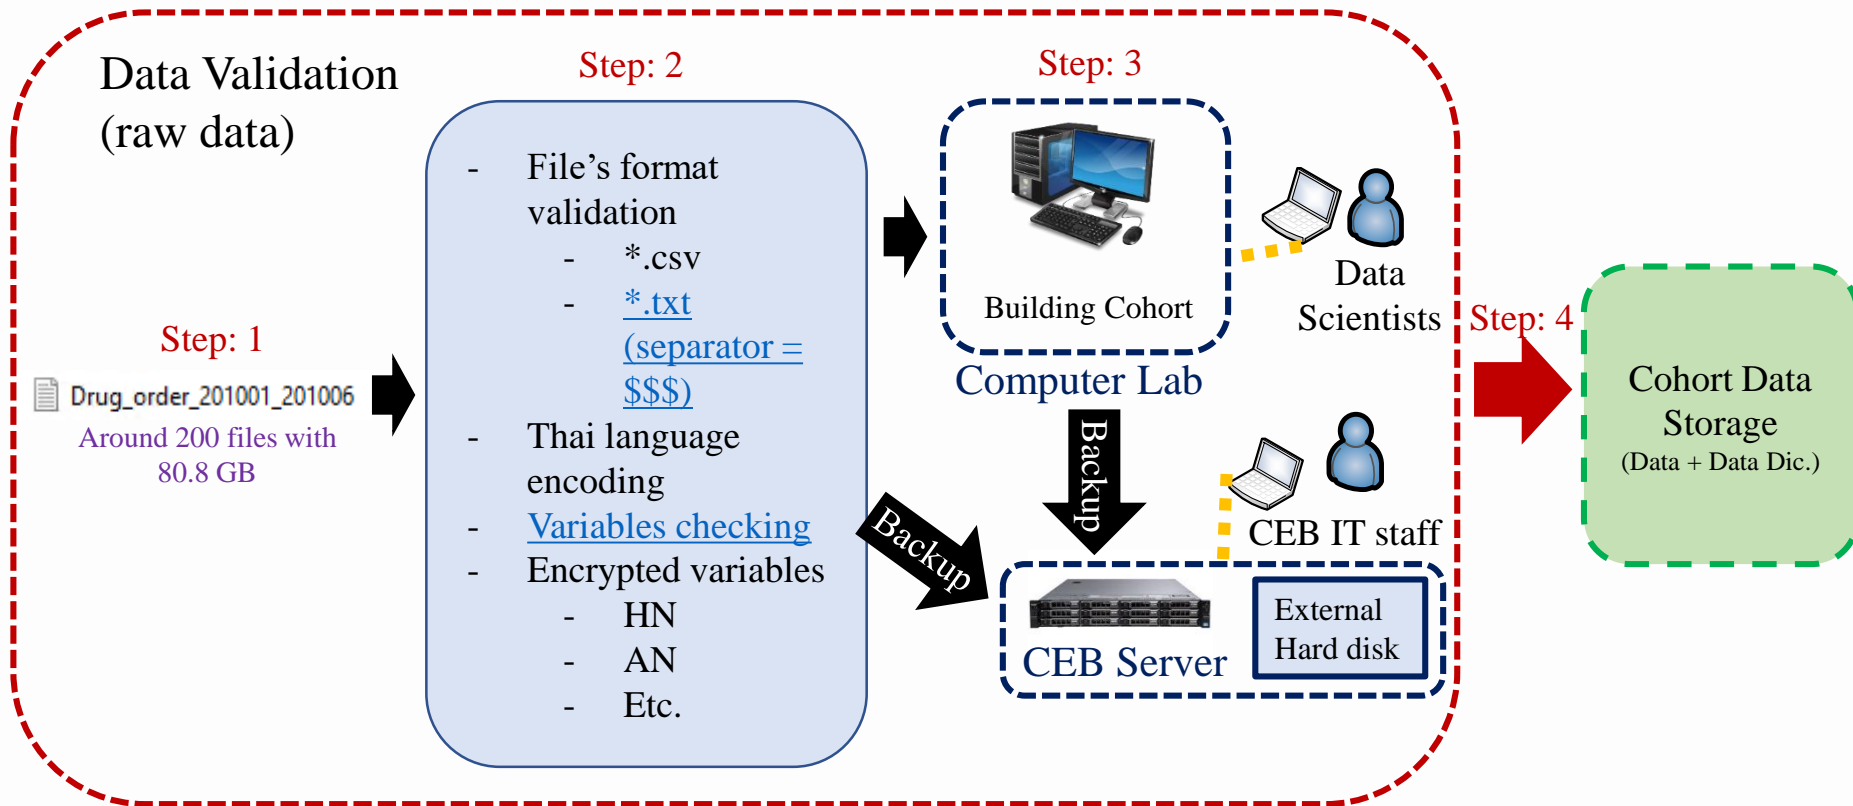 Data Validation
(raw data)
Step: 1
Drug_order_201001_201006
Around 200 files with
80.8 GB
Step: 2
- File’s format
validation
- *.csv
- *.txt
(separator =
$$$)
- Thai language
encoding
- Variables checking
- Encrypted variables
- HN
- AN
- Etc.
Step: 3
Building Cohort
Computer Lab
Data
Scientists
Backup
Backup
CEB IT staff
CEB Server
External
Hard disk
Step: 4
Cohort Data
Storage
(Data + Data Dic.)